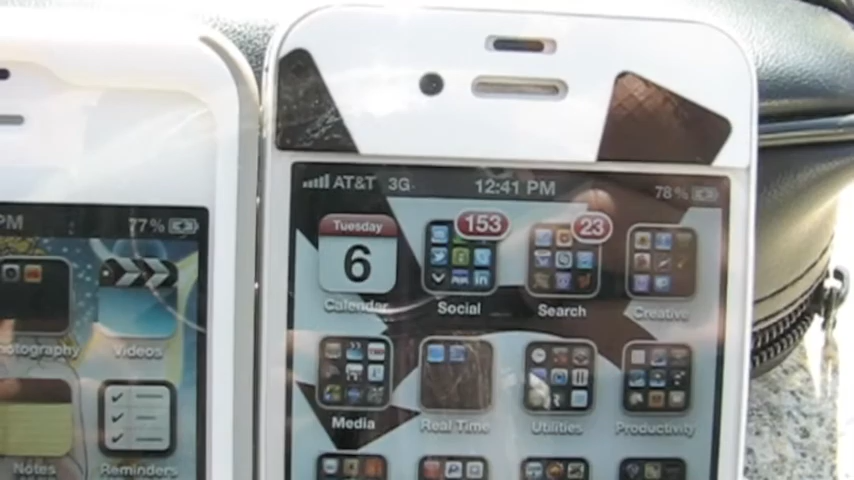 PM 77%
Videos
Notes
Reminders
AT&T 3G 12:41 PM 78%
Tuesday
6
153
23
Calendar
Social
Search
Creative
Media
Real Time
Utilities
Productivity